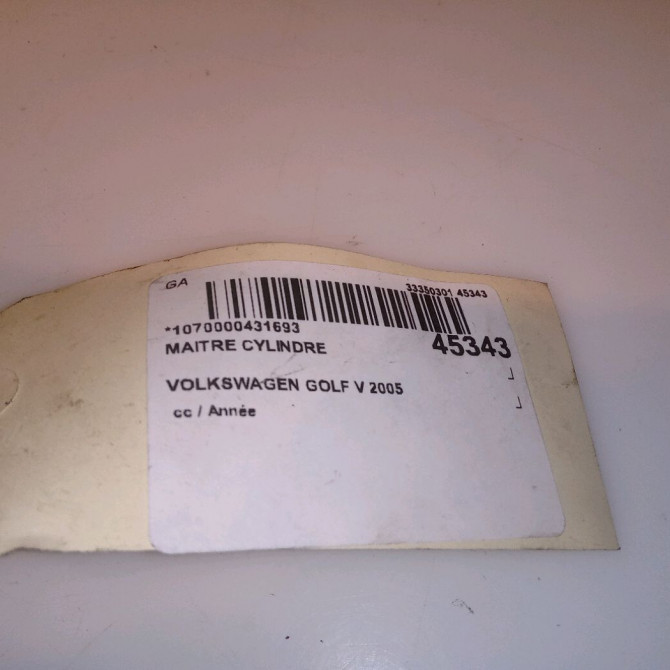 GA
33350301 45343
*1070000431693
MAITRE CYLINDRE
45343
VOLKSWAGEN GOLF V 2005
cc / Année